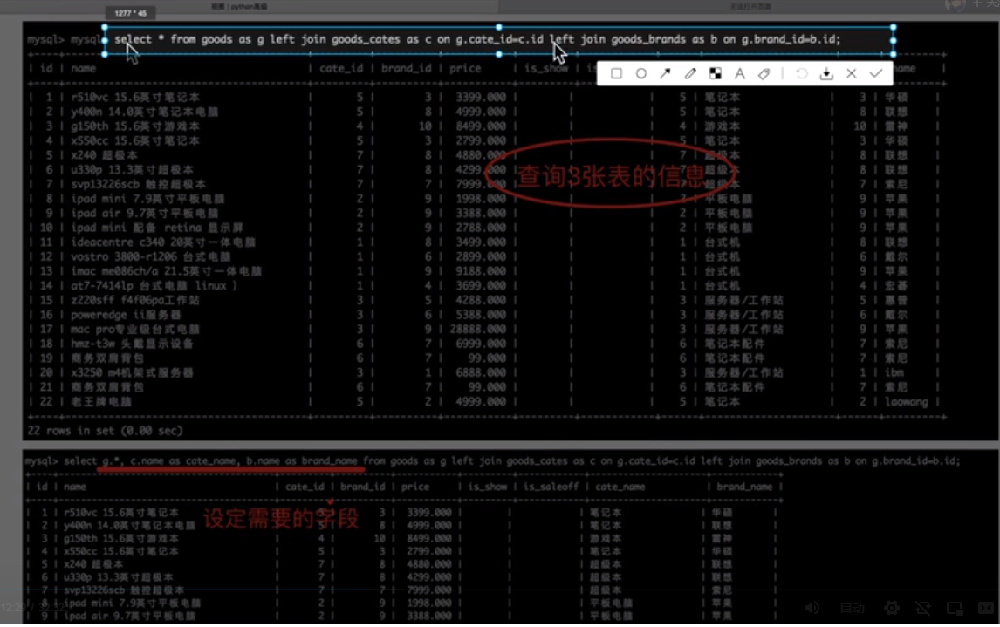 视图 | python高级
1277 * 45
mysql> mysql select * from goods as g left join goods_cates as c on g.cate_id=c.id left join goods_brands as b on g.brand_id=b.id;
| id | name | cate_id | brand_id | price | is_show | is name |
| 1 | r510vc 15.6英寸笔记本 | 5 | 3 | 3399.000 | | | 5 | 笔记本 | 3 | 华硕 |
| 2 | y400n 14.0英寸笔记本电脑 | 5 | 8 | 4999.000 | | | 5 | 笔记本 | 8 | 联想 |
| 3 | g150th 15.6英寸游戏本 | 4 | 10 | 8499.000 | | | 4 | 游戏本 | 10 | 雷神 |
| 4 | x550cc 15.6英寸笔记本 | 5 | 3 | 2799.000 | | | 5 | 笔记本 | 3 | 华硕 |
| 5 | x240 超极本 | 7 | 8 | 4880.000 | | | 7 | 超级本 | 8 | 联想 |
| 6 | u330p 13.3英寸超极本 | 7 | 8 | 4299.000 | | | 7 | 超级本 | 8 | 联想 |
查询3张表的信息
| 7 | svp13226scb 触控超极本 | 7 | 7 | 7999.000 | | | 7 | 超级本 | 7 | 索尼 |
| 8 | ipad mini 7.9英寸平板电脑 | 2 | 9 | 1998.000 | | | 2 | 平板电脑 | 9 | 苹果 |
| 9 | ipad air 9.7英寸平板电脑 | 2 | 9 | 3388.000 | | | 2 | 平板电脑 | 9 | 苹果 |
| 10 | ipad mini 配备 retina 显示屏 | 2 | 9 | 2788.000 | | | 2 | 平板电脑 | 9 | 苹果 |
| 11 | ideacentre c340 20英寸一体电脑 | 1 | 8 | 3499.000 | | | 1 | 台式机 | 8 | 联想 |
| 12 | vostro 3800-r1206 台式电脑 | 1 | 6 | 2899.000 | | | 1 | 台式机 | 6 | 戴尔 |
| 13 | imac me086ch/a 21.5英寸一体电脑 | 1 | 9 | 9188.000 | | | 1 | 台式机 | 9 | 苹果 |
| 14 | at7-7414lp 台式电脑 linux ) | 1 | 4 | 3699.000 | | | 1 | 台式机 | 4 | 宏碁 |
| 15 | z220sff f4f06pa工作站 | 3 | 5 | 4288.000 | | | 3 | 服务器/工作站 | 5 | 惠普 |
| 16 | poweredge ii服务器 | 3 | 6 | 5388.000 | | | 3 | 服务器/工作站 | 6 | 戴尔 |
| 17 | mac pro专业级台式电脑 | 3 | 9 | 28888.000 | | | 3 | 服务器/工作站 | 9 | 苹果 |
| 18 | hmz-t3w 头戴显示设备 | 6 | 7 | 6999.000 | | | 6 | 笔记本配件 | 7 | 索尼 |
| 19 | 商务双肩背包 | 6 | 7 | 99.000 | | | 6 | 笔记本配件 | 7 | 索尼 |
| 20 | x3250 m4机架式服务器 | 3 | 1 | 6888.000 | | | 3 | 服务器/工作站 | 1 | ibm |
| 21 | 商务双肩背包 | 6 | 7 | 99.000 | | | 6 | 笔记本配件 | 7 | 索尼 |
| 22 | 老王牌电脑 | 5 | 2 | 4999.000 | | | 5 | 笔记本 | 2 | laowang |
22 rows in set (0.00 sec)
mysql> select g.*, c.name as cate_name, b.name as brand_name from goods as g left join goods_cates as c on g.cate_id=c.id left join goods_brands as b on g.brand_id=b.id;
| id | name | cate_id | brand_id | price | is_show | is_saleoff | cate_name | brand_name |
| 1 | r510vc 15.6英寸笔记本 | 5 | 3 | 3399.000 | | | 笔记本 | 华硕 |
设定需要的字段
| 2 | y400n 14.0英寸笔记本电脑 | 5 | 8 | 4999.000 | | | 笔记本 | 联想 |
| 3 | g150th 15.6英寸游戏本 | 4 | 10 | 8499.000 | | | 游戏本 | 雷神 |
| 4 | x550cc 15.6英寸笔记本 | 5 | 3 | 2799.000 | | | 笔记本 | 华硕 |
| 5 | x240 超极本 | 7 | 8 | 4880.000 | | | 超级本 | 联想 |
| 6 | u330p 13.3英寸超极本 | 7 | 8 | 4299.000 | | | 超级本 | 联想 |
| 7 | svp13226scb 触控超极本 | 7 | 7 | 7999.000 | | | 超级本 | 索尼 |
| 8 | ipad mini 7.9英寸平板电脑 | 2 | 9 | 1998.000 | | | 平板电脑 | 苹果 |
| 9 | ipad air 9.7英寸平板电脑 | 2 | 9 | 3388.000 | | | 平板电脑 | 苹果 |
自动